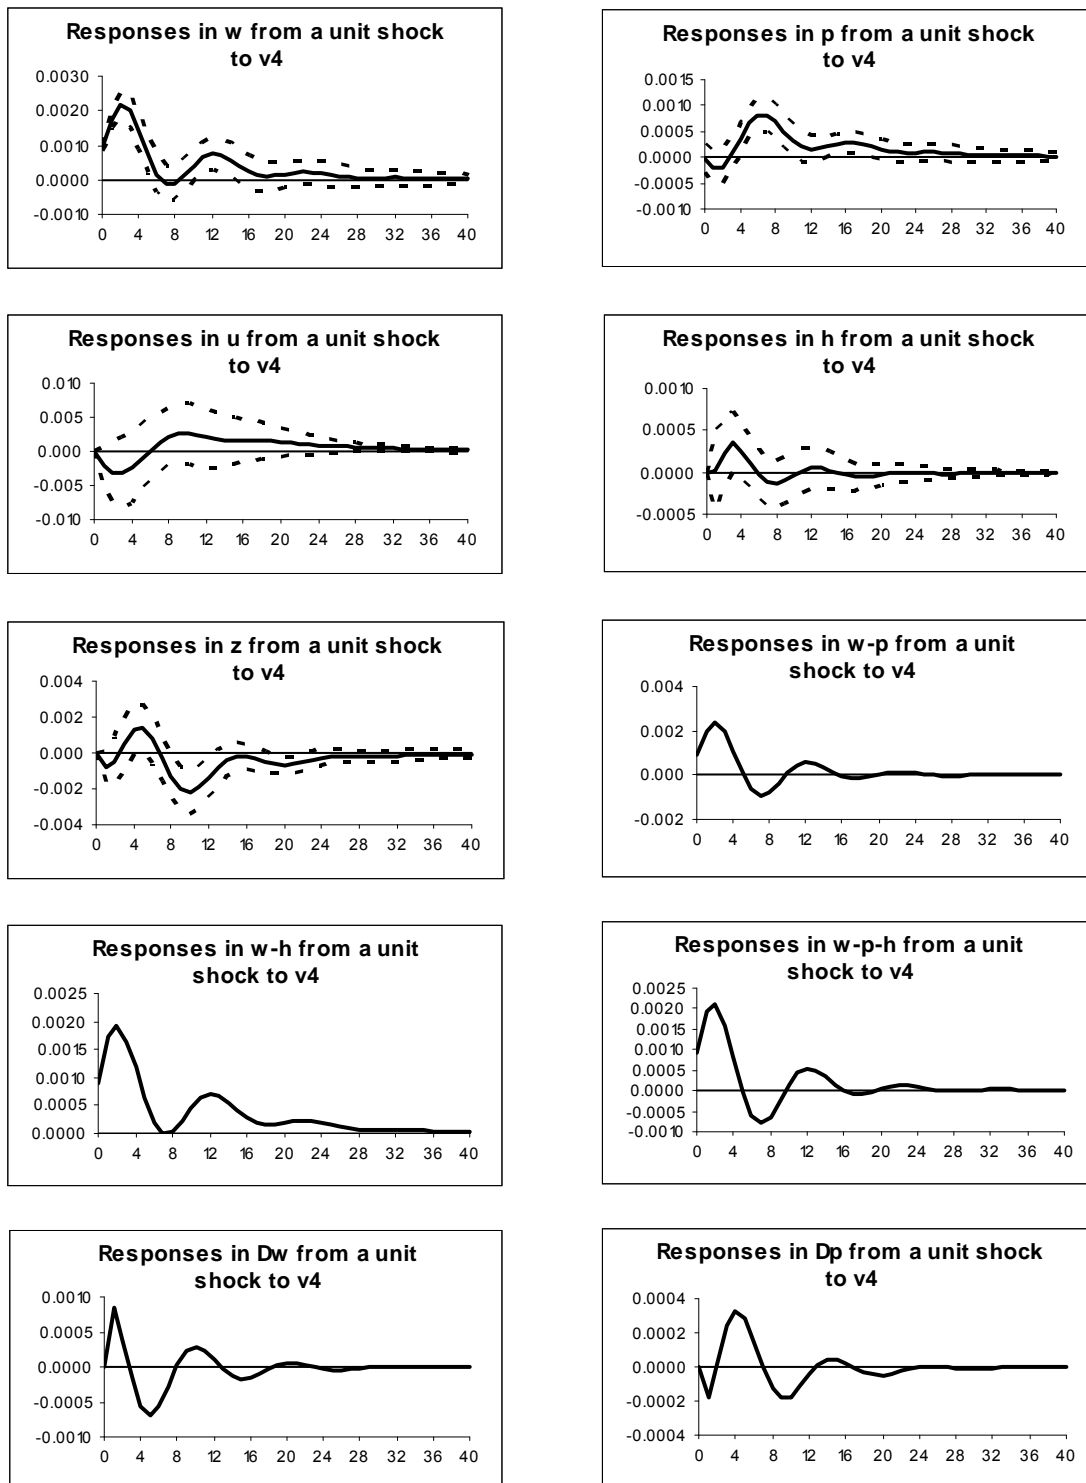 Responses in w from a unit shock
to v4
0.0030
0.0020
0.0010
0.0000
-0.0010
0 4 8 12 16 20 24 28 32 36 40
Responses in p from a unit shock
to v4
0.0015
0.0010
0.0005
0.0000
-0.0005
-0.0010
0 4 8 12 16 20 24 28 32 36 40
Responses in u from a unit shock
to v4
0.010
0.005
0.000
-0.005
-0.010
0 4 8 12 16 20 24 28 32 36 40
Responses in h from a unit shock
to v4
0.0010
0.0005
0.0000
-0.0005
0 4 8 12 16 20 24 28 32 36 40
Responses in z from a unit shock
to v4
0.004
0.002
0.000
-0.002
-0.004
0 4 8 12 16 20 24 28 32 36 40
Responses in w-p from a unit
shock to v4
0.004
0.002
0.000
-0.002
0 4 8 12 16 20 24 28 32 36 40
Responses in w-h from a unit
shock to v4
0.0025
0.0020
0.0015
0.0010
0.0005
0.0000
0 4 8 12 16 20 24 28 32 36 40
Responses in w-p-h from a unit
shock to v4
0.0025
0.0020
0.0015
0.0010
0.0005
0.0000
-0.0005
-0.0010
0 4 8 12 16 20 24 28 32 36 40
Responses in Dw from a unit
shock to v4
0.0010
0.0005
0.0000
-0.0005
-0.0010
0 4 8 12 16 20 24 28 32 36 40
Responses in Dp from a unit shock
to v4
0.0004
0.0002
0.0000
-0.0002
-0.0004
0 4 8 12 16 20 24 28 32 36 40